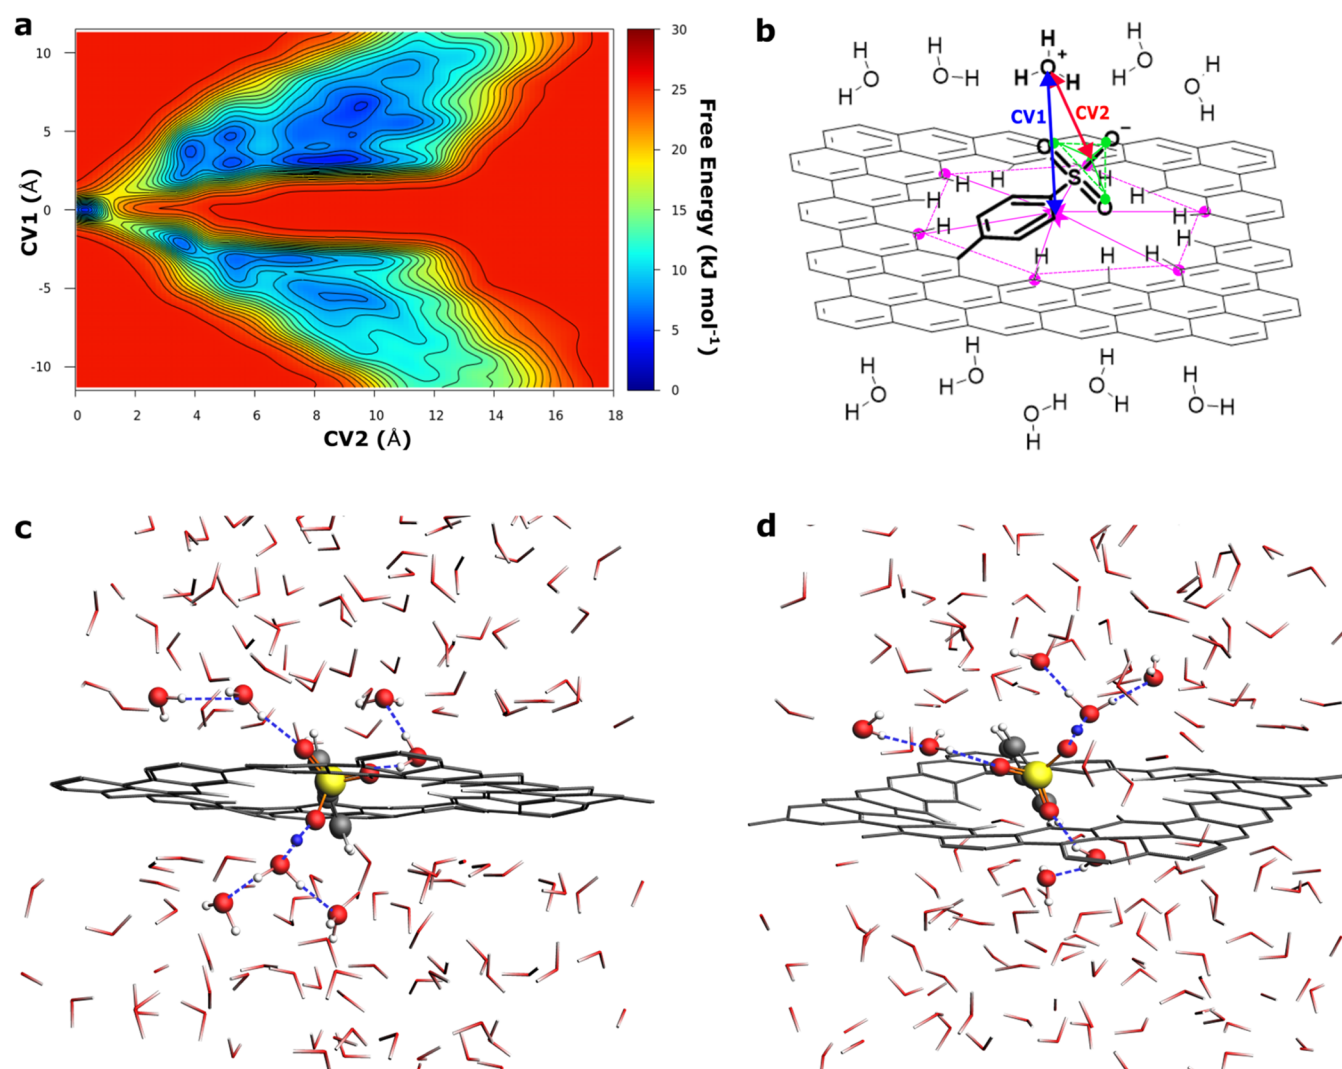 a
10
5
0
-5
-10
CV1 (Å)
0 2 4 6 8 10 12 14 16 18
CV2 (Å)
30
25
20
15
10
5
0
Free Energy (kJ mol⁻¹)
b
H
H O H
+
CV1
CV2
O
O⁻
S
O
H
H
H
H
H
H
H
H
H
H
H
H O
H
O H
H
H O
H
O
H
H
H O
H
H O
O H
H
H
O
H
H
O H
c
d